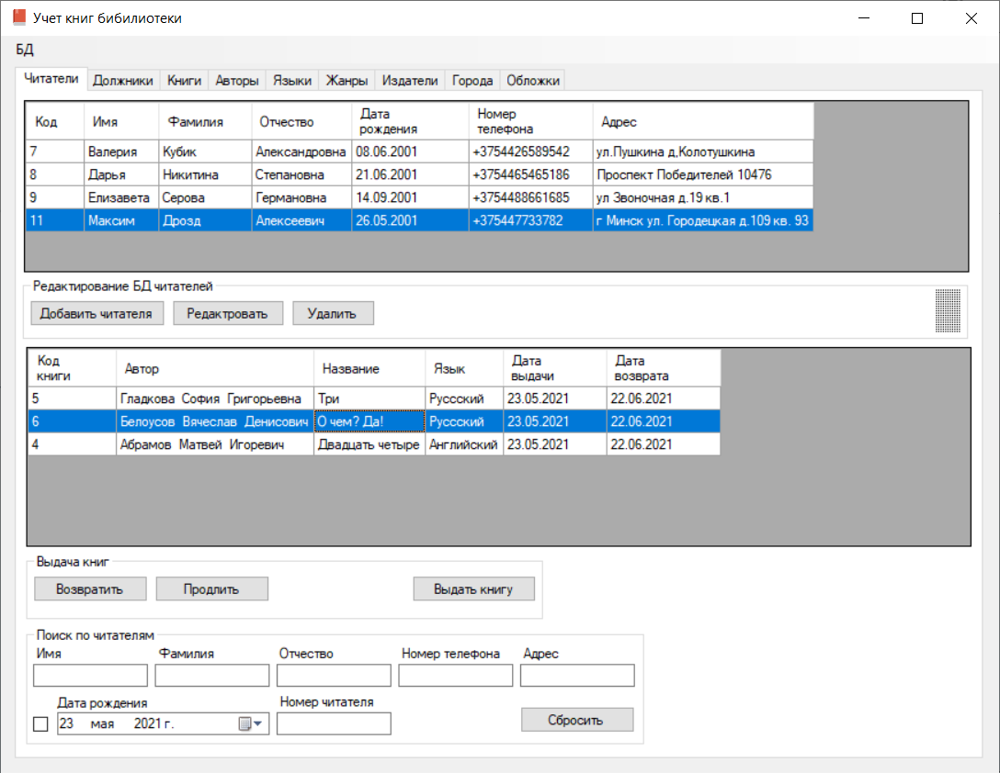 Учет книг бибилиотеки
БД
Читатели Должники Книги Авторы Языки Жанры Издатели Города Обложки
Код Имя Фамилия Отчество Дата рождения Номер телефона Адрес
7 Валерия Кубик Александровна 08.06.2001 +3754426589542 ул.Пушкина д,Колотушкина
8 Дарья Никитина Степановна 21.06.2001 +3754465465186 Проспект Победителей 10476
9 Елизавета Серова Германовна 14.09.2001 +3754488661685 ул Звоночная д.19 кв.1
11 Максим Дрозд Алексеевич 26.05.2001 +375447733782 г Минск ул. Городецкая д.109 кв. 93
Редактирование БД читателей
Добавить читателя Редактровать Удалить
Код книги Автор Название Язык Дата выдачи Дата возврата
5 Гладкова София Григорьевна Три Руссский 23.05.2021 22.06.2021
6 Белоусов Вячеслав Денисович О чем? Да! Руссский 23.05.2021 22.06.2021
4 Абрамов Матвей Игоревич Двадцать четыре Английский 23.05.2021 22.06.2021
Выдача книг
Возвратить Продлить Выдать книгу
Поиск по читателям
Имя Фамилия Отчество Номер телефона Адрес
Дата рождения Номер читателя
23 мая 2021 г. Сбросить